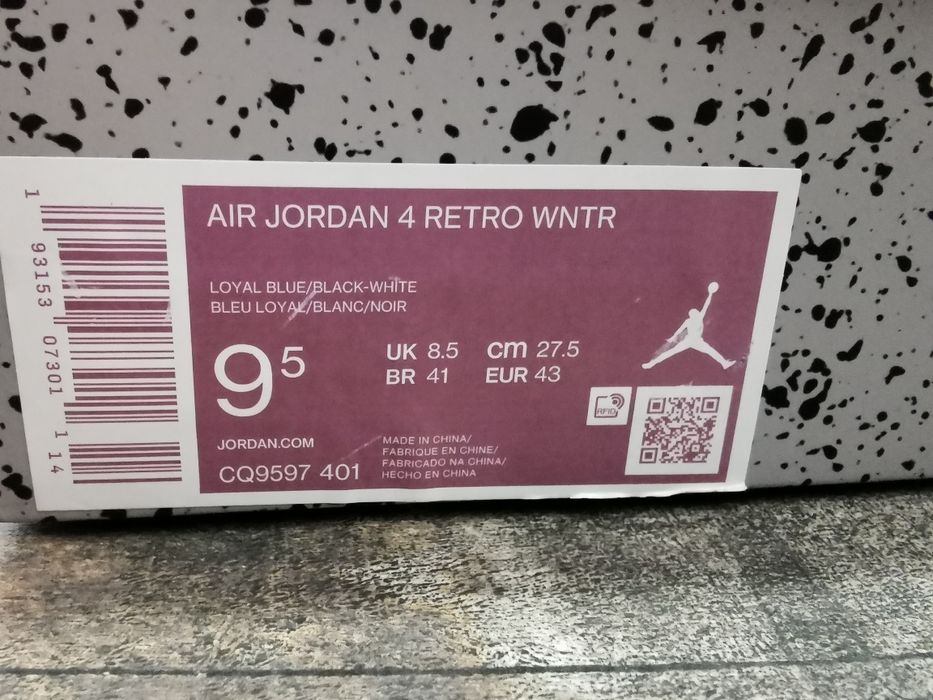 AIR JORDAN 4 RETRO WNTR
LOYAL BLUE/BLACK-WHITE
BLEU LOYAL/BLANC/NOIR
9 5
UK 8.5 cm 27.5
BR 41 EUR 43
RFID
JORDAN.COM
CQ9597 401
MADE IN CHINA/
FABRIQUE EN CHINE/
FABRICADO NA CHINA/
HECHO EN CHINA
1 93153 07301 1 14